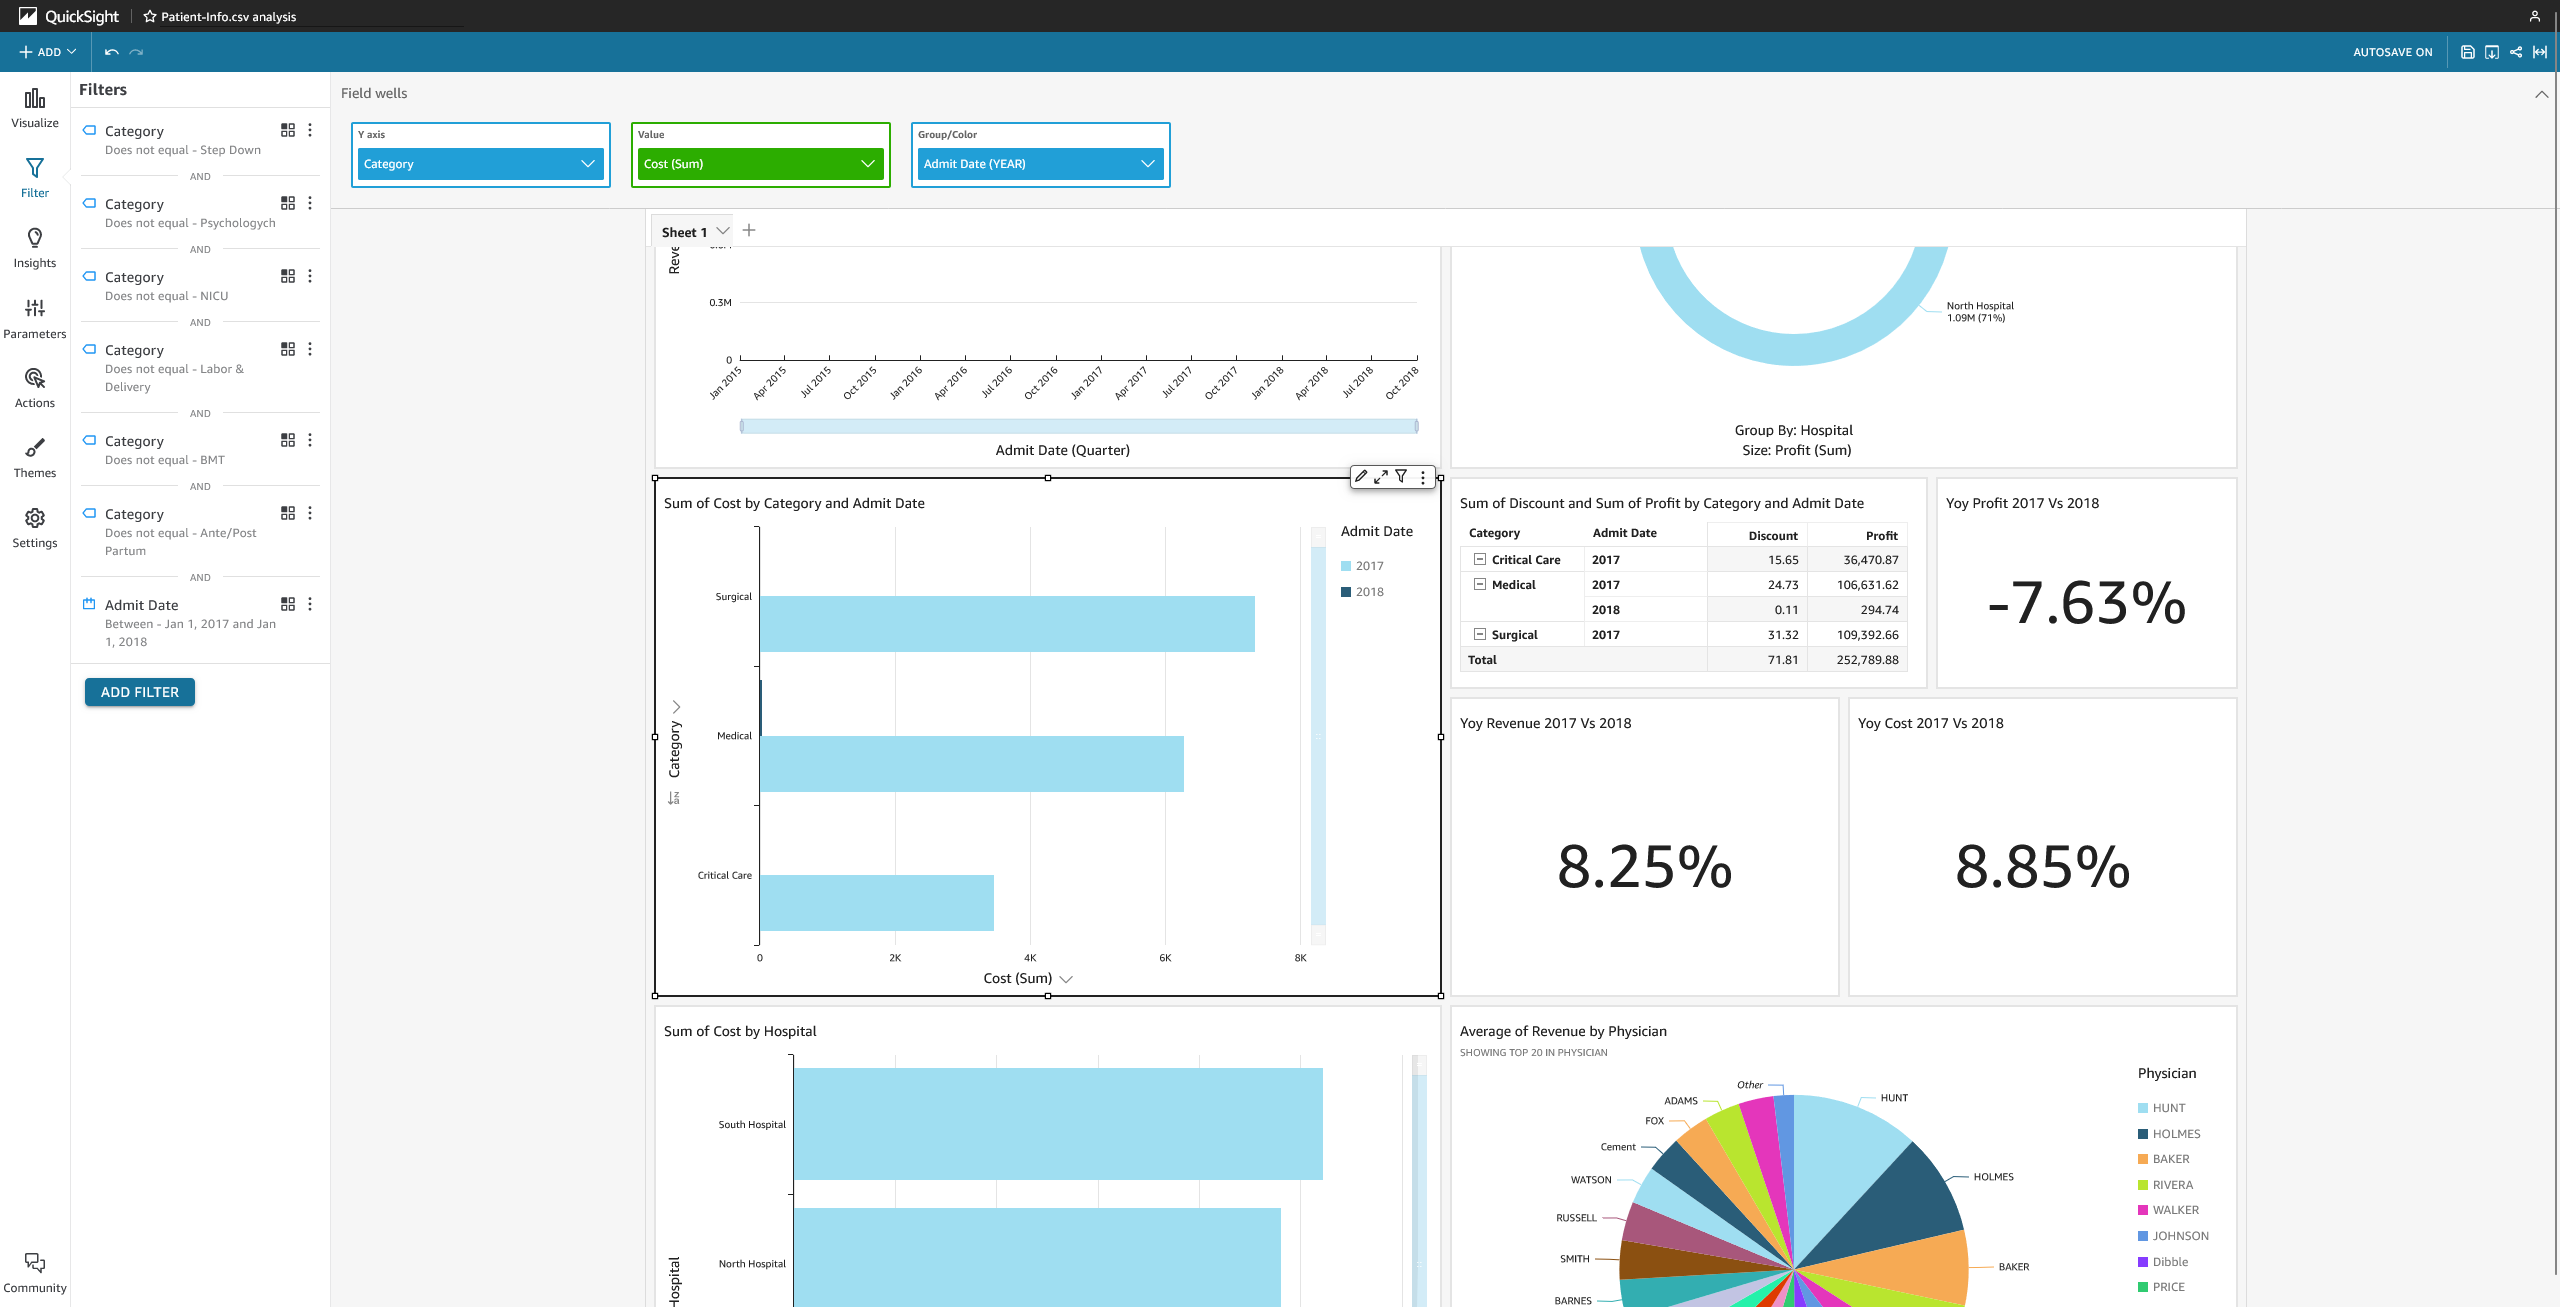 QuickSight
Patient-Info.csv analysis
ADD
AUTOSAVE ON
Visualize
Filter
Insights
Parameters
Actions
Themes
Settings
Community
Filters
Category
Does not equal - Step Down
AND
Category
Does not equal - Psychologych
AND
Category
Does not equal - NICU
AND
Category
Does not equal - Labor &
Delivery
AND
Category
Does not equal - BMT
AND
Category
Does not equal - Ante/Post
Partum
AND
Admit Date
Between - Jan 1, 2017 and Jan
1, 2018
ADD FILTER
Field wells
Y axis
Category
Value
Cost (Sum)
Group/Color
Admit Date (YEAR)
Sheet 1
0.3M
0
Jan 2015
Apr 2015
Jul 2015
Oct 2015
Jan 2016
Apr 2016
Jul 2016
Oct 2016
Jan 2017
Apr 2017
Jul 2017
Oct 2017
Jan 2018
Apr 2018
Jul 2018
Oct 2018
Admit Date (Quarter)
North Hospital
1.09M (71%)
Group By: Hospital
Size: Profit (Sum)
Sum of Cost by Category and Admit Date
Admit Date
2017
2018
Surgical
Medical
Critical Care
Category
0 2K 4K 6K 8K
Cost (Sum)
Sum of Discount and Sum of Profit by Category and Admit Date
Category Admit Date Discount Profit
Critical Care 2017 15.65 36,470.87
Medical 2017 24.73 106,631.62
2018 0.11 294.74
Surgical 2017 31.32 109,392.66
Total 71.81 252,789.88
Yoy Profit 2017 Vs 2018
-7.63%
Yoy Revenue 2017 Vs 2018
8.25%
Yoy Cost 2017 Vs 2018
8.85%
Sum of Cost by Hospital
South Hospital
North Hospital
Hospital
Average of Revenue by Physician
SHOWING TOP 20 IN PHYSICIAN
Other
ADAMS
FOX
Cement
WATSON
RUSSELL
SMITH
BARNES
HUNT
HOLMES
BAKER
Physician
HUNT
HOLMES
BAKER
RIVERA
WALKER
JOHNSON
Dibble
PRICE